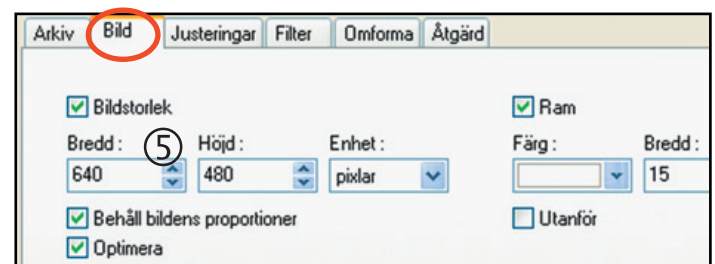 Arkiv Bild Justeringar Filter Omforma Åtgärd
Bildstorlek Ram
Bredd : ⑤ Höjd : Enhet : Färg : Bredd :
640 480 pixlar 15
Behåll bildens proportioner Utanför
Optimera